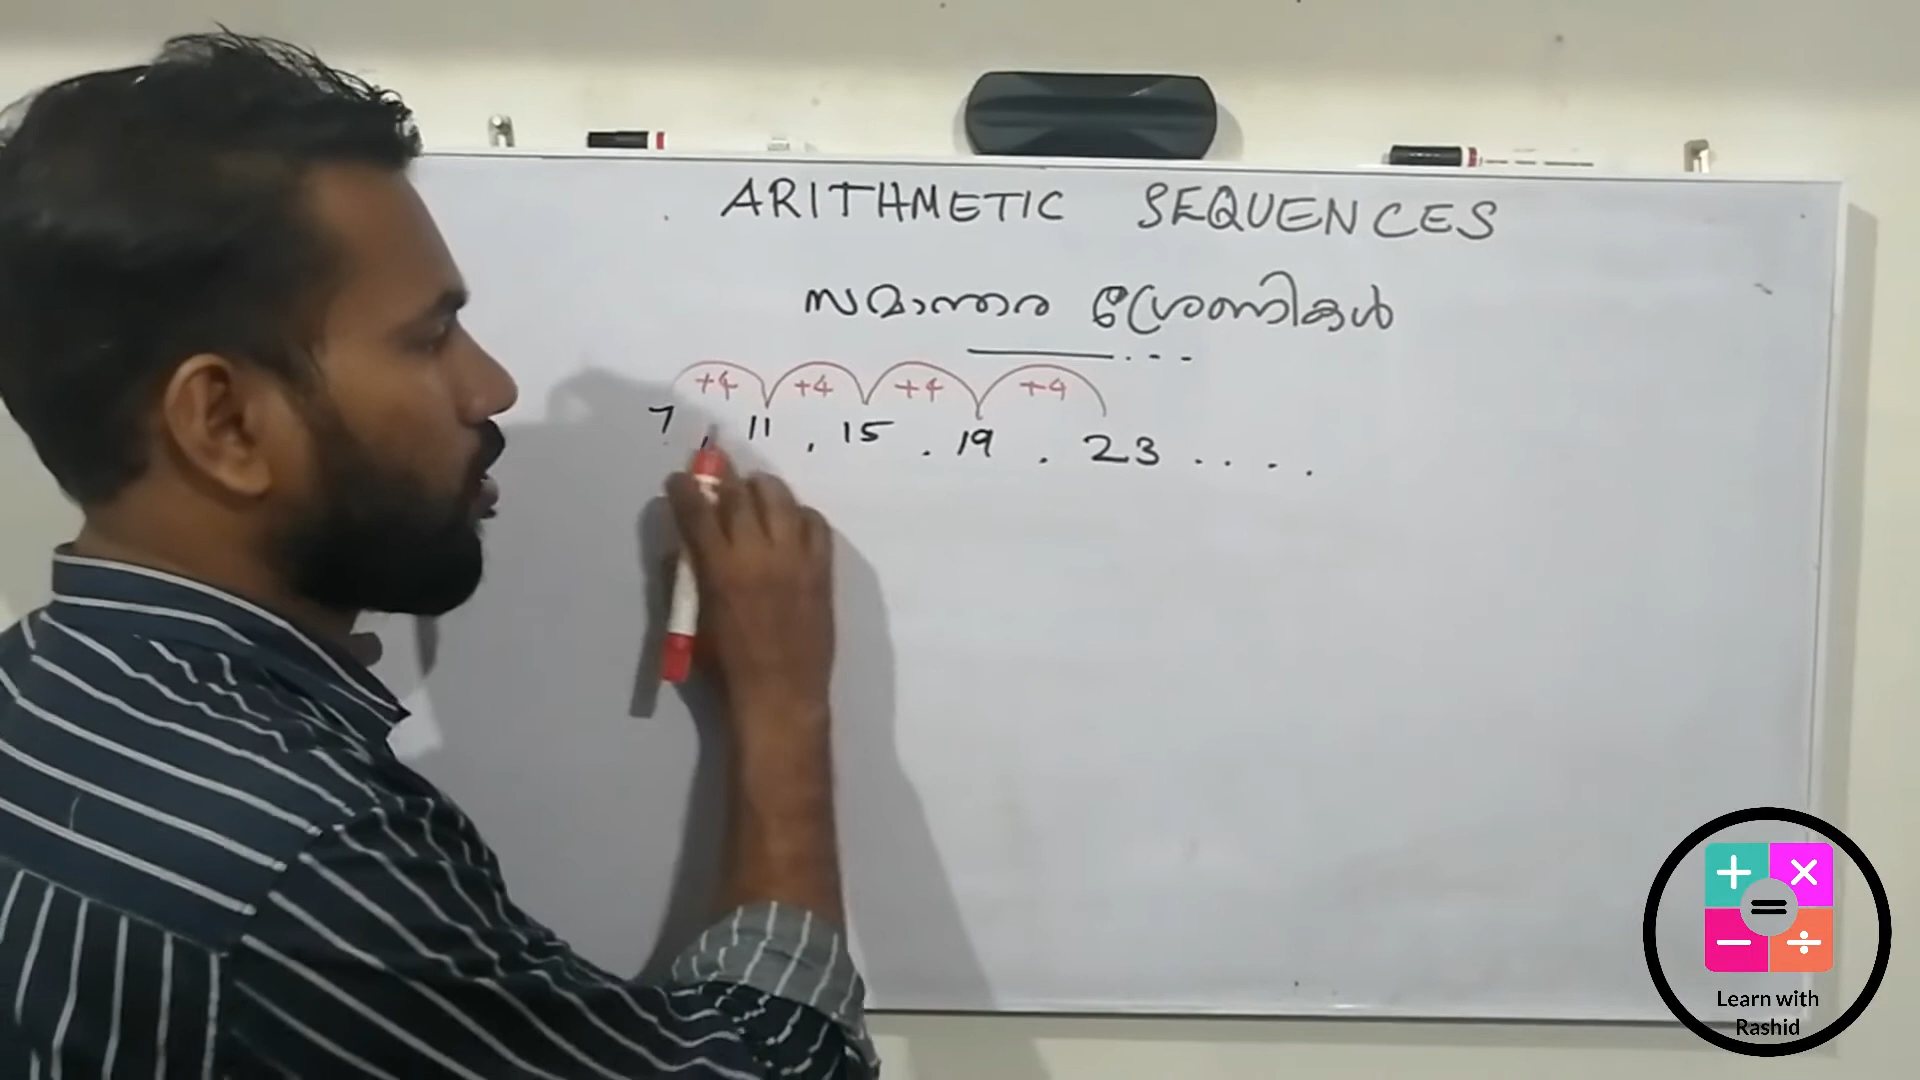 ARITHMETIC SEQUENCES
സമാന്തര ശ്രേണികൾ
+4 +4 +4 +4
7, 11, 15, 19, 23 . . . .
+ ×
=
− ÷
Learn with
Rashid